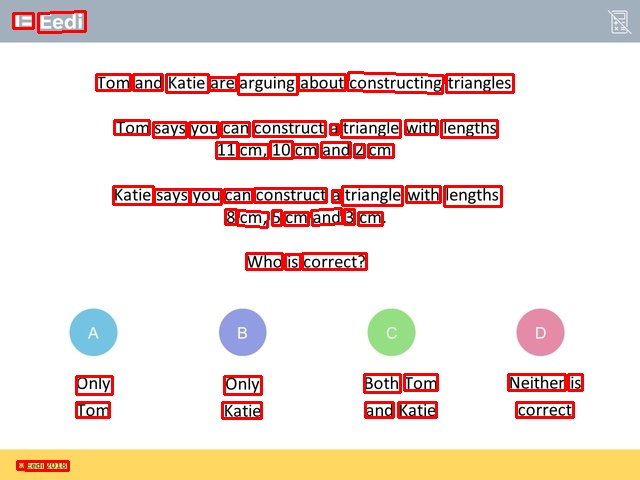 Eedi
Tom and Katie are arguing about constructing triangles
Tom says you can construct a triangle with lengths
11 cm, 10 cm and 2 cm
Katie says you can construct a triangle with lengths
8 cm, 5 cm and 3 cm.
Who is correct?
A B C D
Only Only Both Tom Neither is
Tom Katie and Katie correct
© Eedi 2018